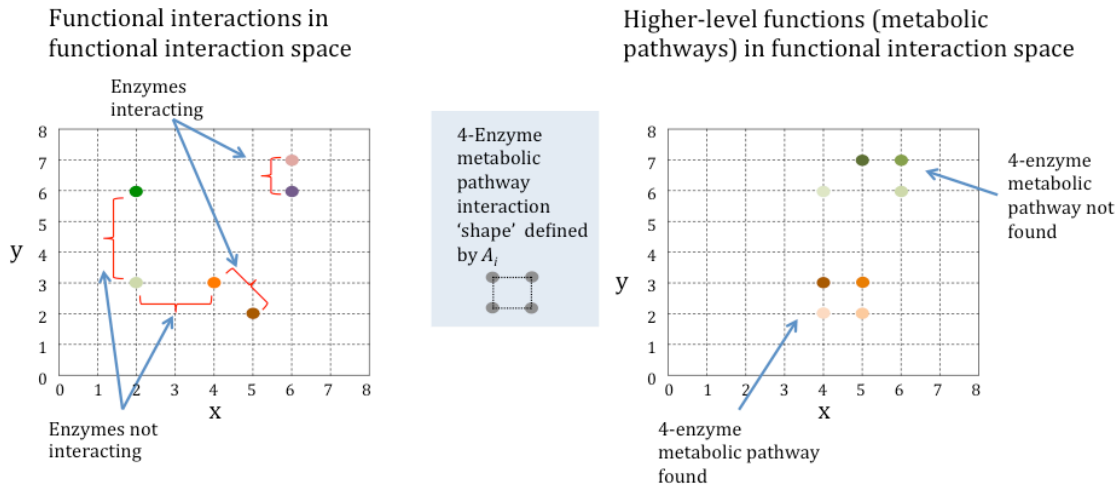 Functional interactions in
functional interaction space
Enzymes
interacting
8
7
6
5
4
3
2
1
0
y
0 1 2 3 4 5 6 7 8
x
Enzymes not
interacting
4-Enzyme
metabolic
pathway
interaction
‘shape’ defined
by Ai
Higher-level functions (metabolic
pathways) in functional interaction space
8
7
6
5
4
3
2
1
0
y
0 1 2 3 4 5 6 7 8
x
4-enzyme
metabolic
pathway not
found
4-enzyme
metabolic pathway
found